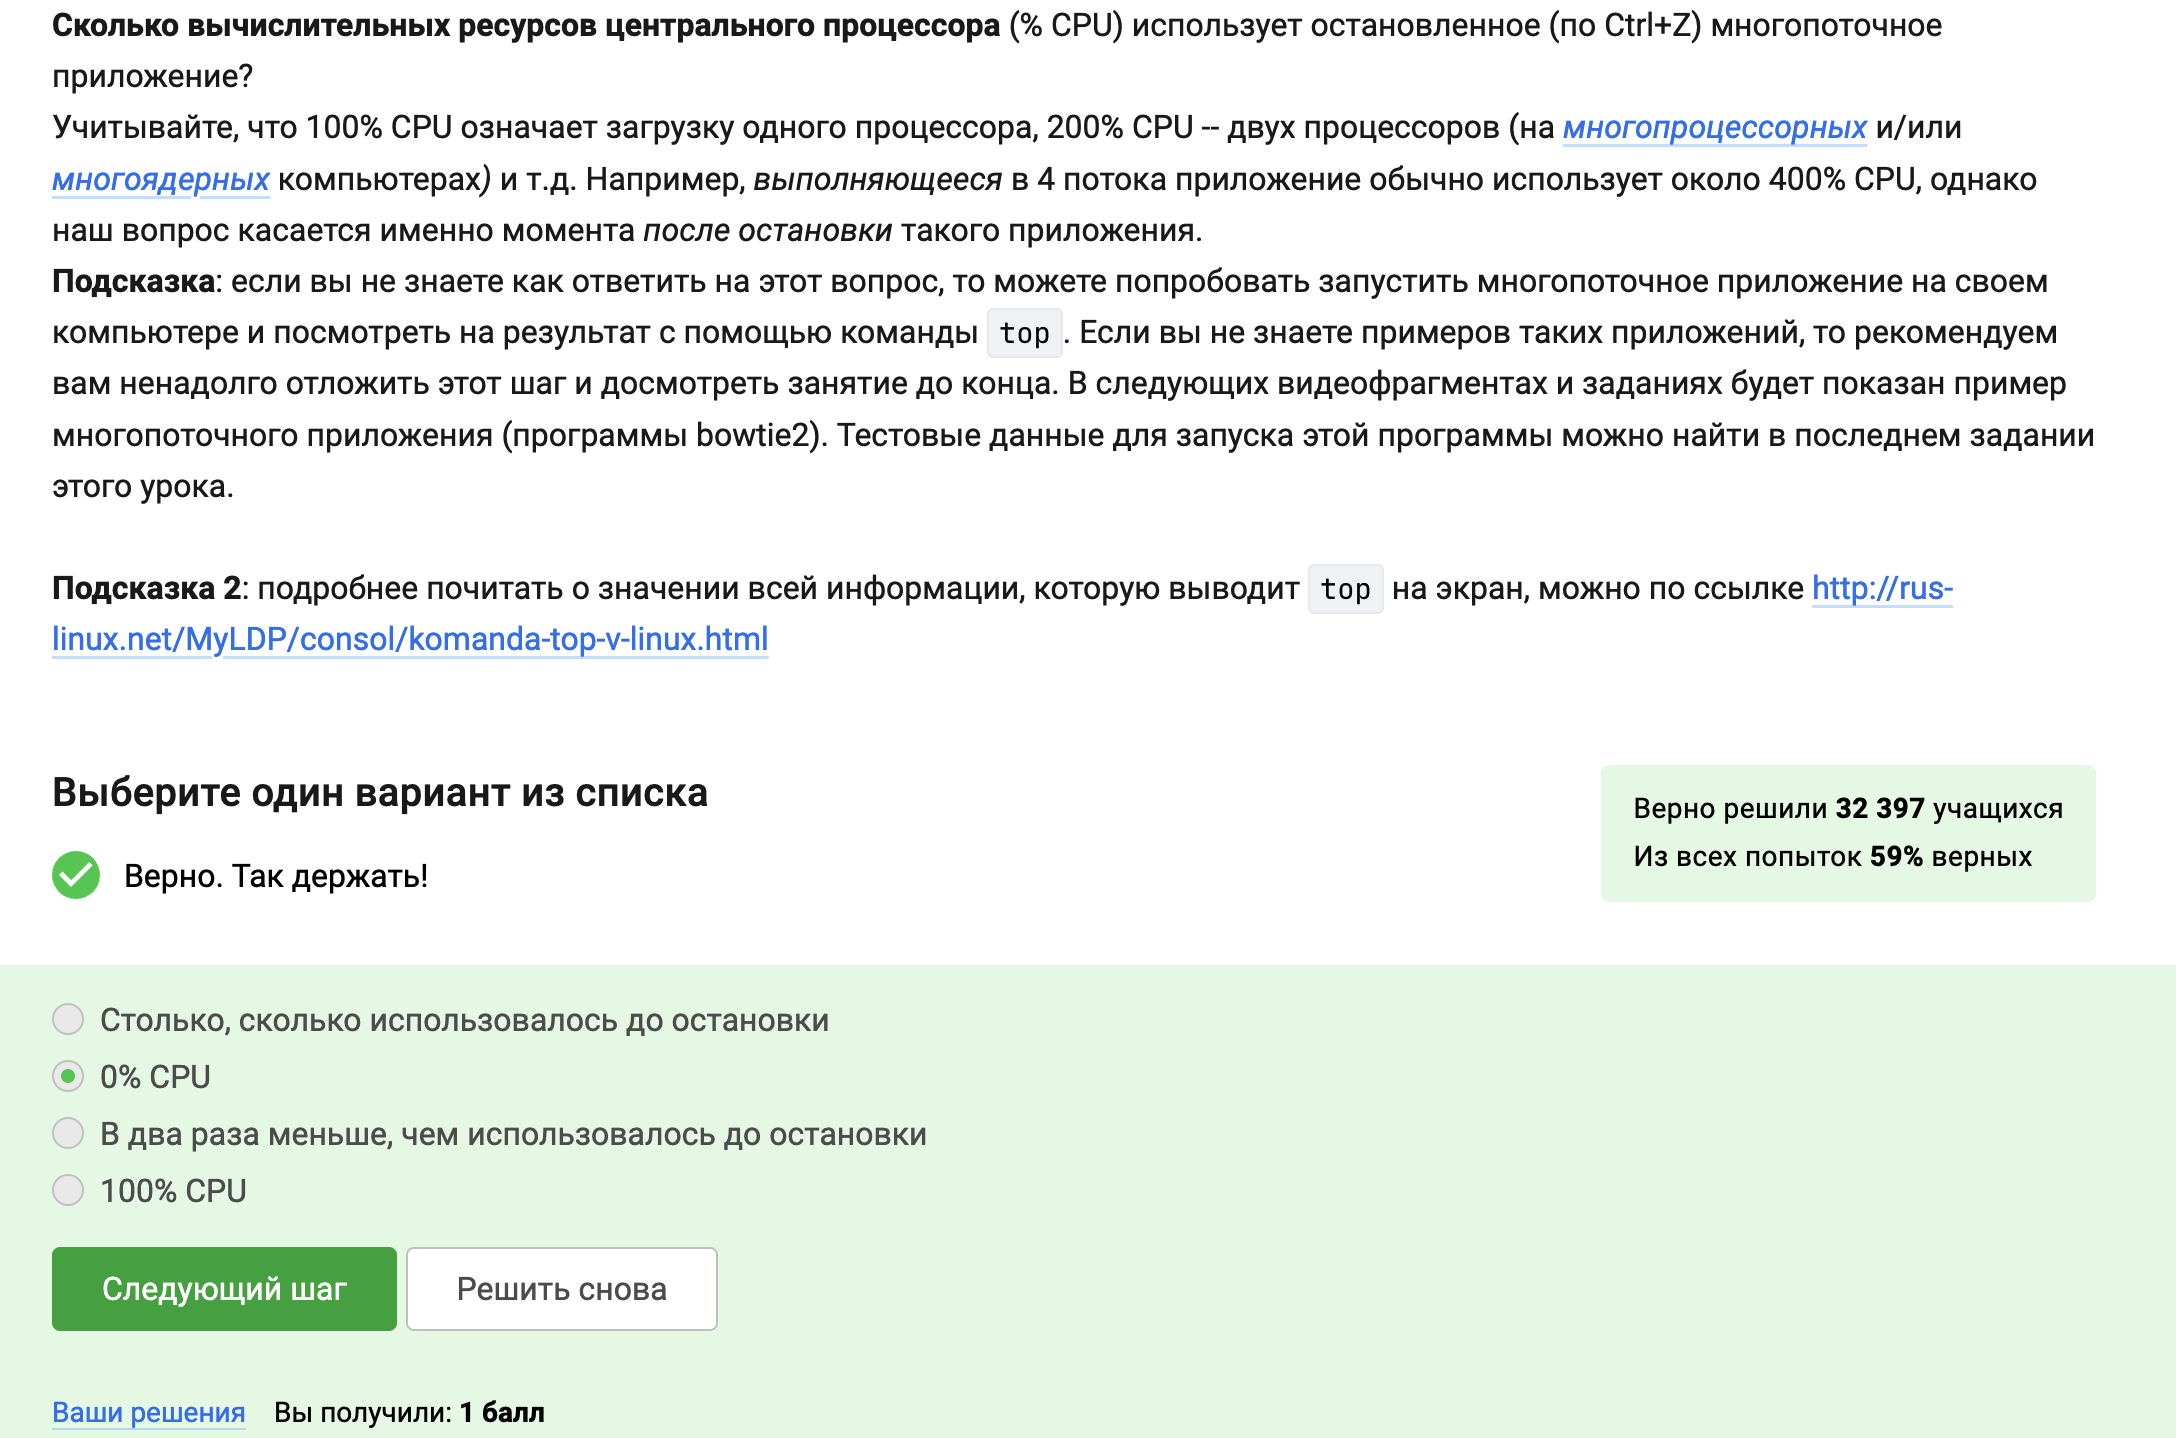 Сколько вычислительных ресурсов центрального процессора (% CPU) использует остановленное (по Ctrl+Z) многопоточное
приложение?
Учитывайте, что 100% CPU означает загрузку одного процессора, 200% CPU -- двух процессоров (на многопроцессорных и/или
многоядерных компьютерах) и т.д. Например, выполняющееся в 4 потока приложение обычно использует около 400% CPU, однако
наш вопрос касается именно момента после остановки такого приложения.
Подсказка: если вы не знаете как ответить на этот вопрос, то можете попробовать запустить многопоточное приложение на своем
компьютере и посмотреть на результат с помощью команды top. Если вы не знаете примеров таких приложений, то рекомендуем
вам ненадолго отложить этот шаг и досмотреть занятие до конца. В следующих видеофрагментах и заданиях будет показан пример
многопоточного приложения (программы bowtie2). Тестовые данные для запуска этой программы можно найти в последнем задании
этого урока.
Подсказка 2: подробнее почитать о значении всей информации, которую выводит top на экран, можно по ссылке http://rus-
linux.net/MyLDP/consol/komanda-top-v-linux.html
Выберите один вариант из списка
Верно. Так держать!
Верно решили 32 397 учащихся
Из всех попыток 59% верных
Столько, сколько использовалось до остановки
0% CPU
В два раза меньше, чем использовалось до остановки
100% CPU
Следующий шаг
Решить снова
Ваши решения Вы получили: 1 балл